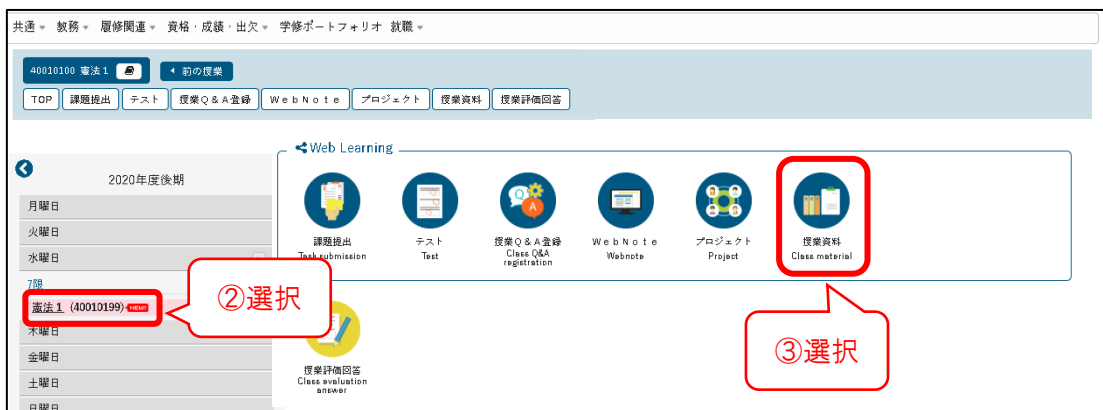 共通 教務 履修関連 資格・成績・出欠 学修ポートフォリオ 就職
40010100 憲法1 前の授業
TOP 課題提出 テスト 授業Q&A登録 WebNote プロジェクト 授業資料 授業評価回答
Web Learning
2020年度後期
月曜日
火曜日
水曜日
7限
憲法1 (40010199) NEW
木曜日
金曜日
土曜日
日曜日
②選択
課題提出
Task submission
テスト
Test
授業Q&A登録
Class Q&A
registration
WebNote
Webnote
プロジェクト
Project
授業資料
Class material
授業評価回答
Class evaluation
answer
③選択